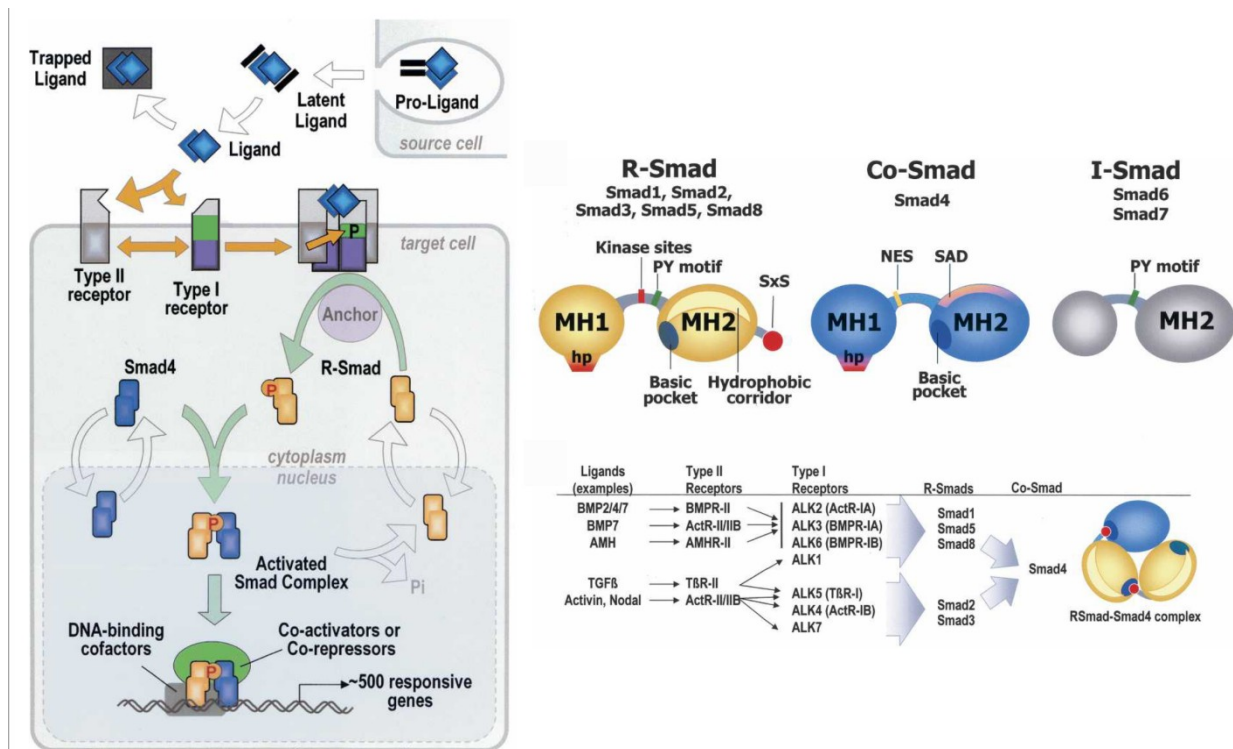 Trapped
Ligand
Latent
Ligand
Pro-Ligand
source cell
Ligand
P
target cell
Type II
receptor
Type I
receptor
Anchor
Smad4
R-Smad
P
cytoplasm
nucleus
P
Activated
Smad Complex
Pi
DNA-binding
cofactors
Co-activators or
Co-repressors
P
~500 responsive
genes
R-Smad
Smad1, Smad2,
Smad3, Smad5, Smad8
Kinase sites
PY motif
SxS
MH1
MH2
hp
Basic
pocket
Hydrophobic
corridor
Co-Smad
Smad4
NES
SAD
MH1
MH2
hp
Basic
pocket
I-Smad
Smad6
Smad7
PY motif
MH2
Ligands
(examples)
Type II
Receptors
Type I
Receptors
R-Smads
Co-Smad
BMP2/4/7
BMPR-II
ALK2 (ActR-IA)
BMP7
ActR-II/IIB
ALK3 (BMPR-IA)
AMH
AMHR-II
ALK6 (BMPR-IB)
ALK1
Smad1
Smad5
Smad8
TGFß
TßR-II
ALK5 (TßR-I)
Activin, Nodal
ActR-II/IIB
ALK4 (ActR-IB)
ALK7
Smad2
Smad3
Smad4
RSmad-Smad4 complex